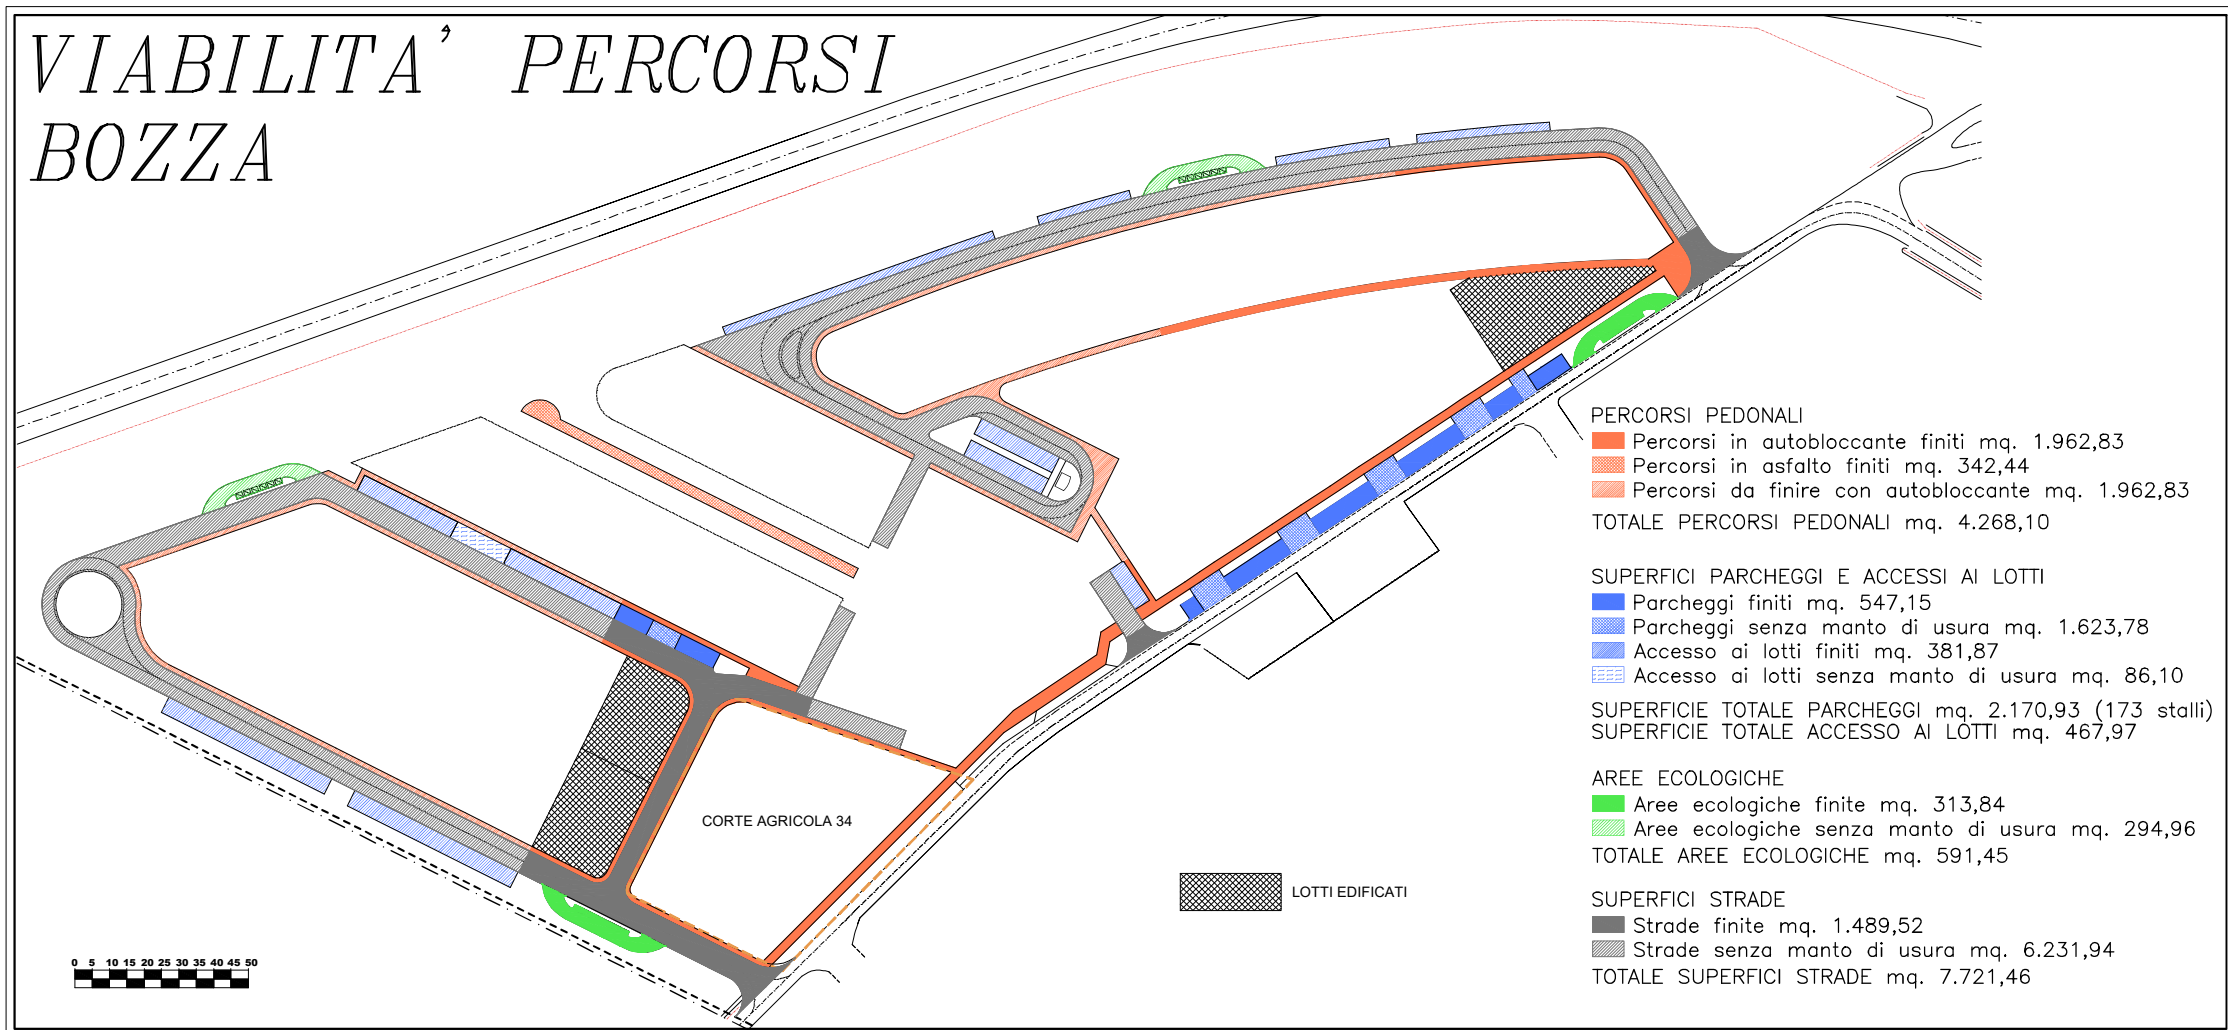 VIABILITA' PERCORSI
BOZZA
PERCORSI PEDONALI
Percorsi in autobloccante finiti mq. 1.962,83
Percorsi in asfalto finiti mq. 342,44
Percorsi da finire con autobloccante mq. 1.962,83
TOTALE PERCORSI PEDONALI mq. 4.268,10
SUPERFICI PARCHEGGI E ACCESSI AI LOTTI
Parcheggi finiti mq. 547,15
Parcheggi senza manto di usura mq. 1.623,78
Accesso ai lotti finiti mq. 381,87
Accesso ai lotti senza manto di usura mq. 86,10
SUPERFICIE TOTALE PARCHEGGI mq. 2.170,93 (173 stalli)
SUPERFICIE TOTALE ACCESSO AI LOTTI mq. 467,97
AREE ECOLOGICHE
Aree ecologiche finite mq. 313,84
Aree ecologiche senza manto di usura mq. 294,96
TOTALE AREE ECOLOGICHE mq. 591,45
SUPERFICI STRADE
Strade finite mq. 1.489,52
Strade senza manto di usura mq. 6.231,94
TOTALE SUPERFICI STRADE mq. 7.721,46
CORTE AGRICOLA 34
LOTTI EDIFICATI
0 5 10 15 20 25 30 35 40 45 50